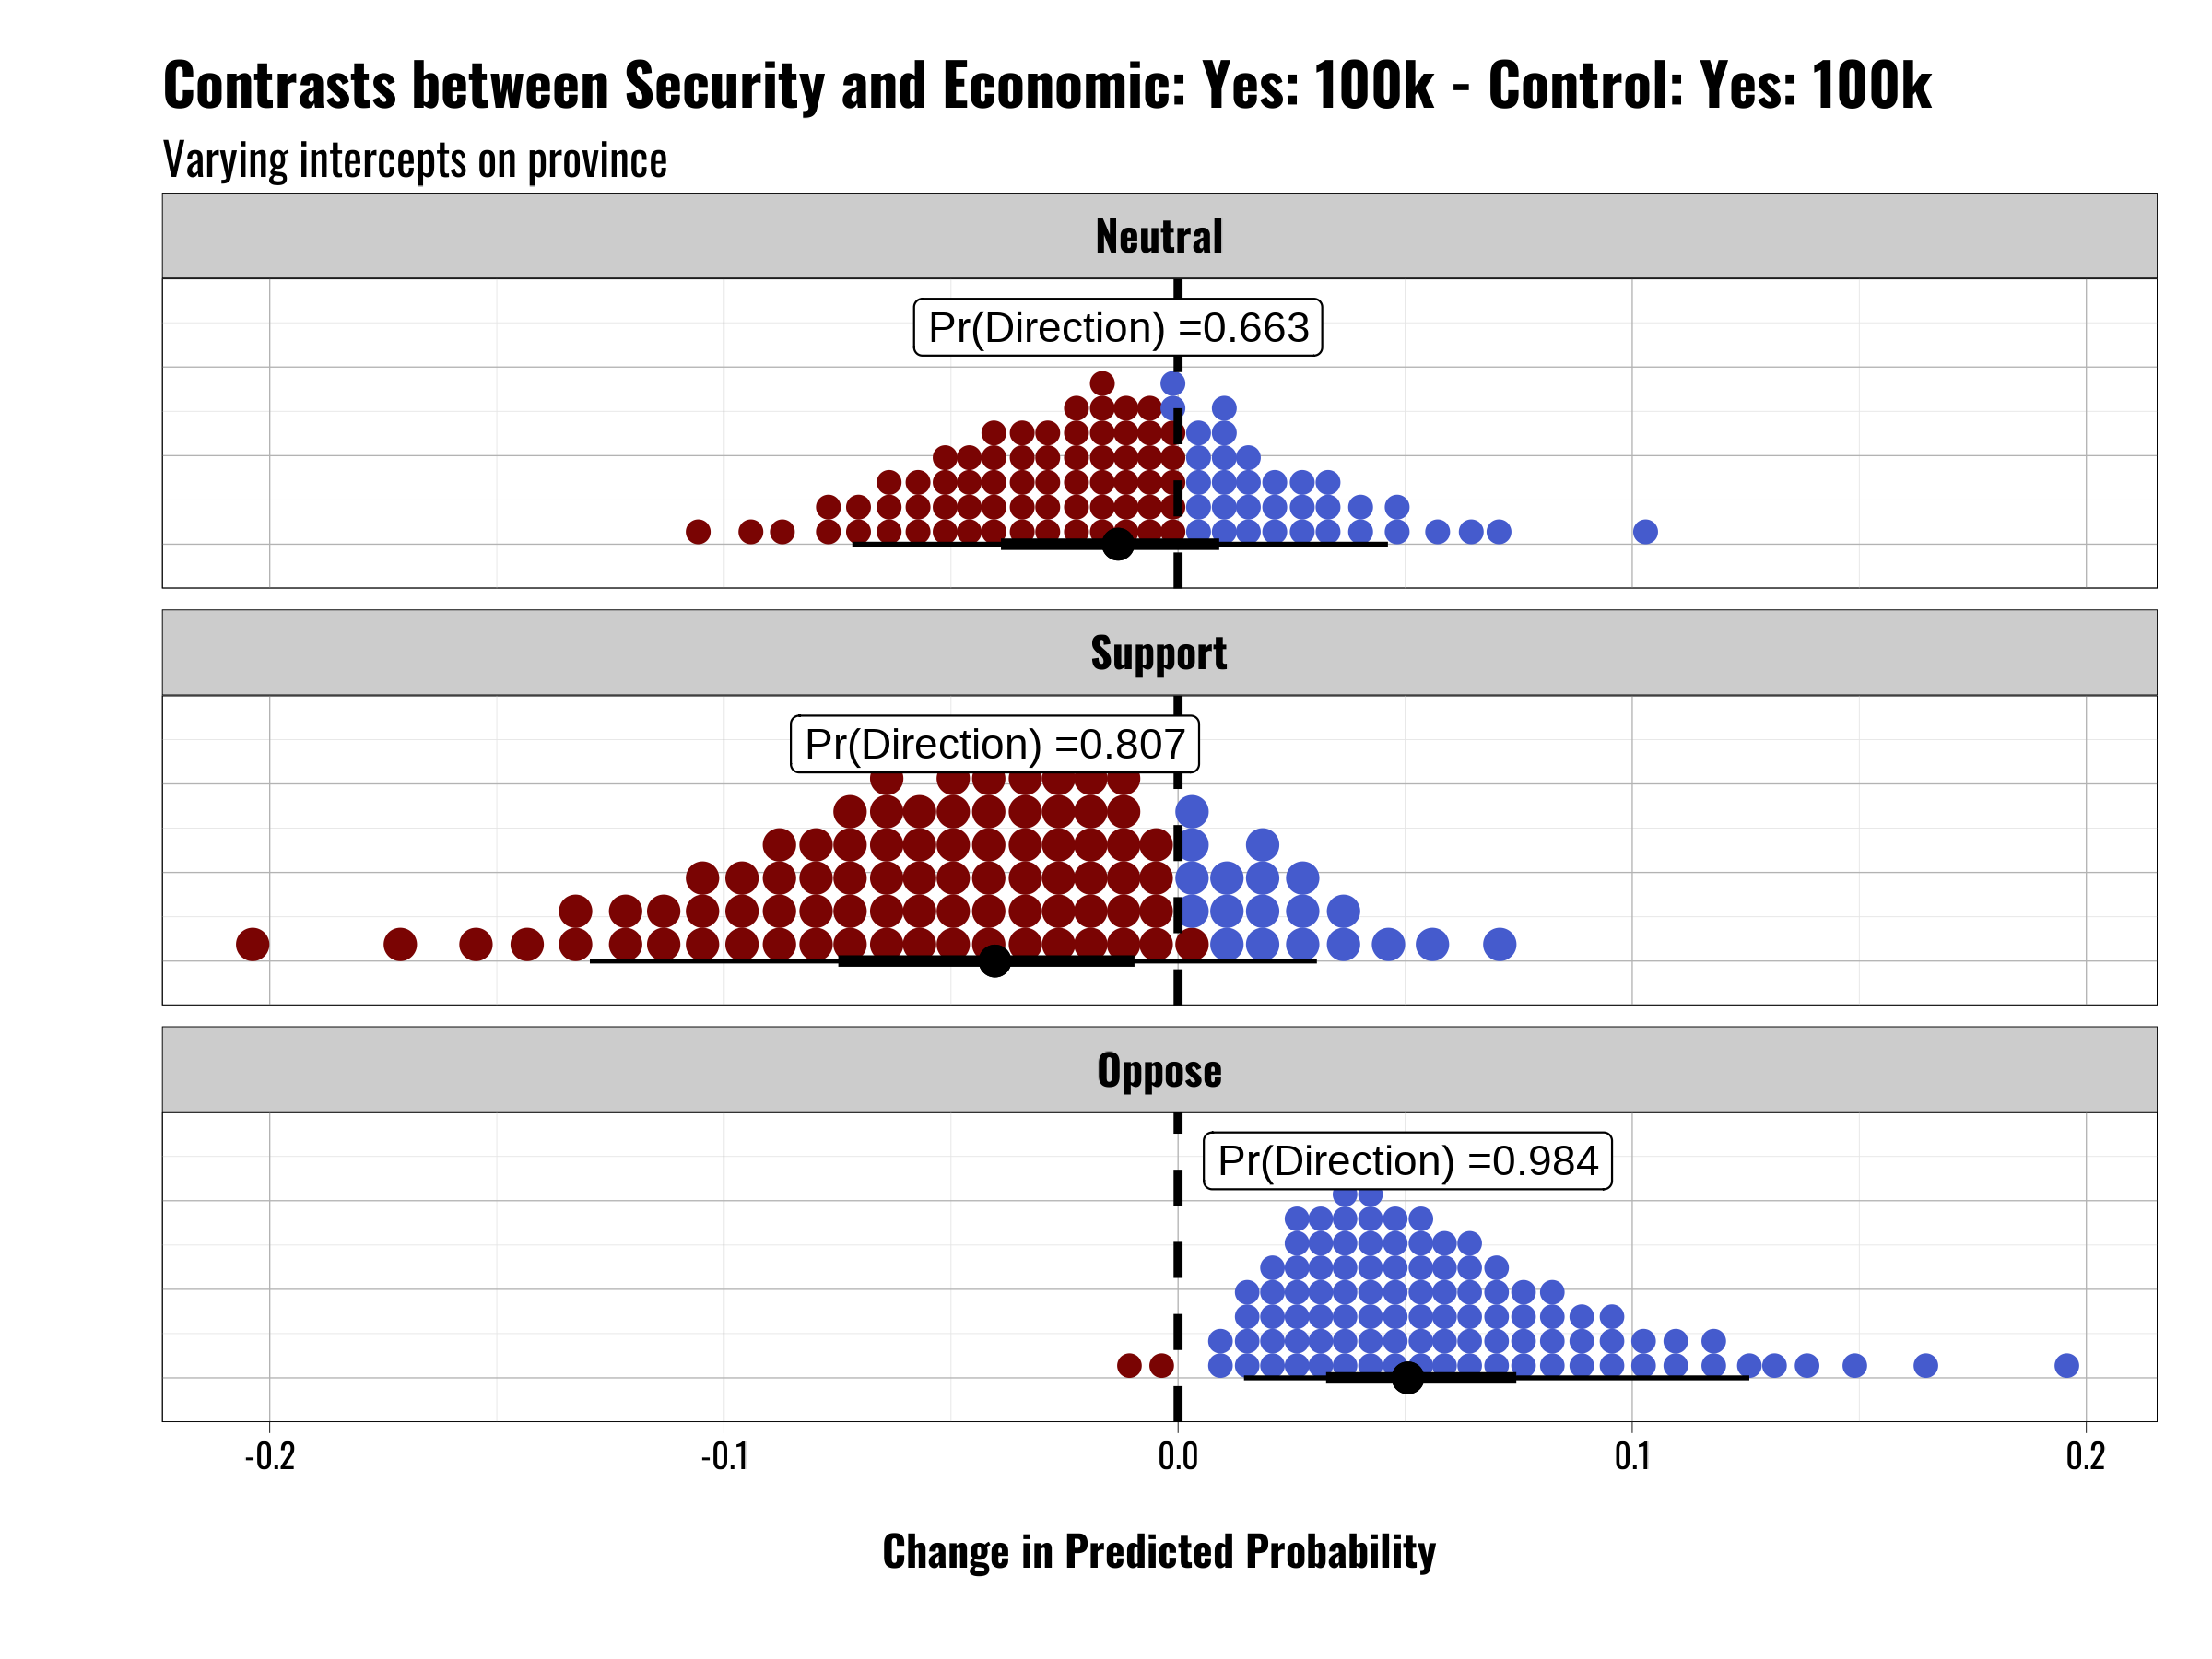 Contrasts between Security and Economic: Yes: 100k - Control: Yes: 100k
Varying intercepts on province
Neutral
Pr(Direction) =0.663
Support
Pr(Direction) =0.807
Oppose
Pr(Direction) =0.984
-0.2 -0.1 0.0 0.1 0.2
Change in Predicted Probability